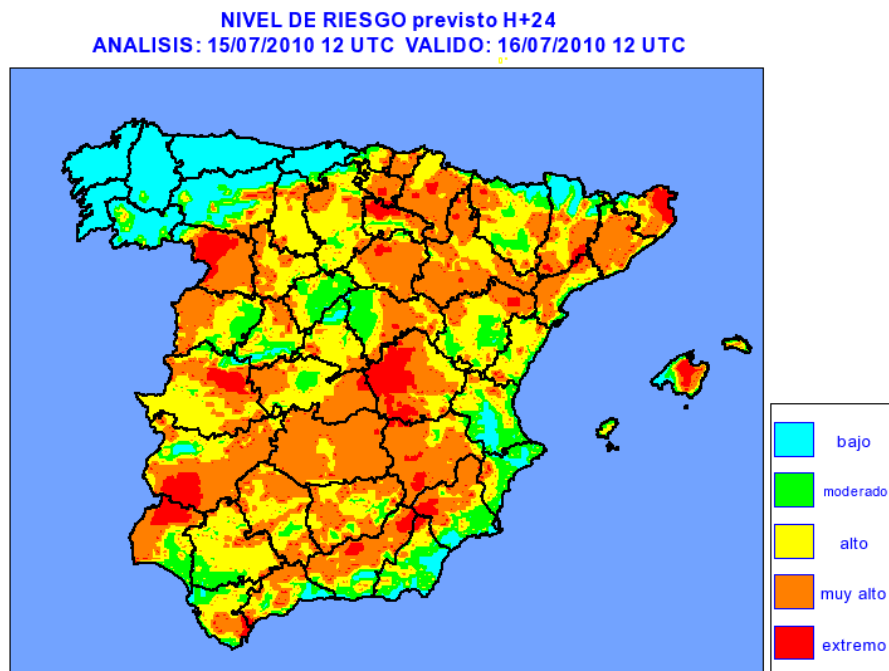 NIVEL DE RIESGO previsto H+24
ANALISIS: 15/07/2010 12 UTC VALIDO: 16/07/2010 12 UTC
bajo
moderado
alto
muy alto
extremo